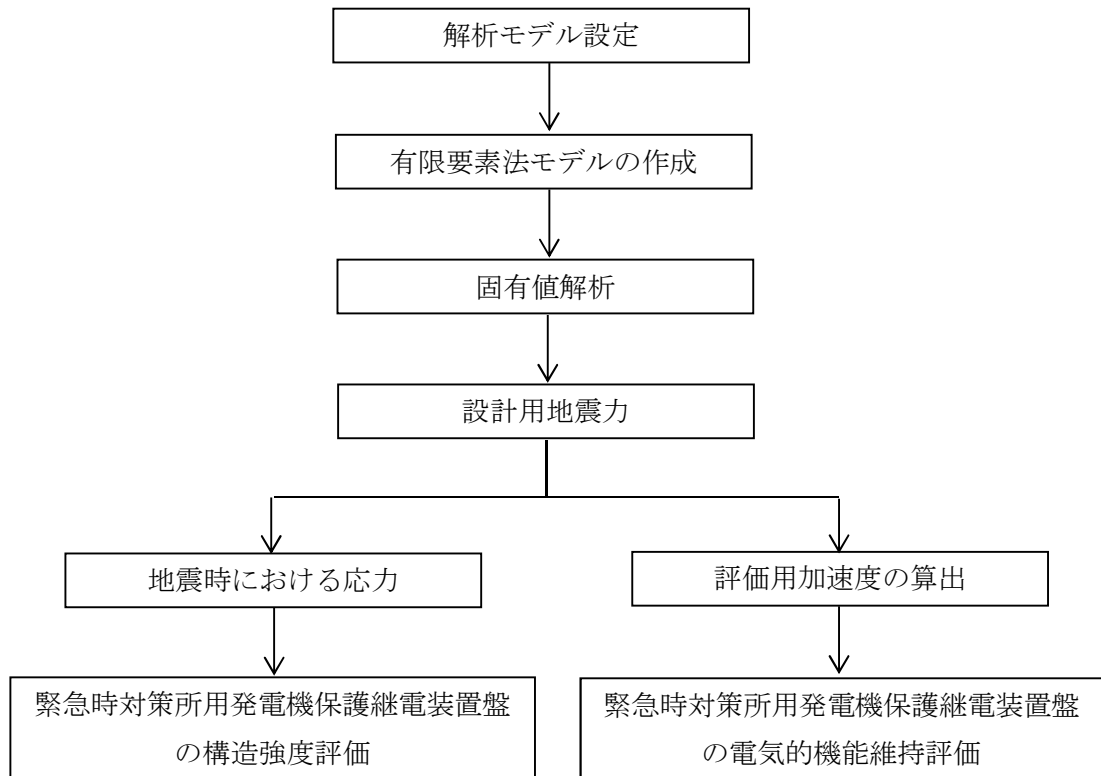 解析モデル設定
有限要素法モデルの作成
固有値解析
設計用地震力
地震時における応力
評価用加速度の算出
緊急時対策所用発電機保護継電装置盤
の構造強度評価
緊急時対策所用発電機保護継電装置盤
の電気的機能維持評価